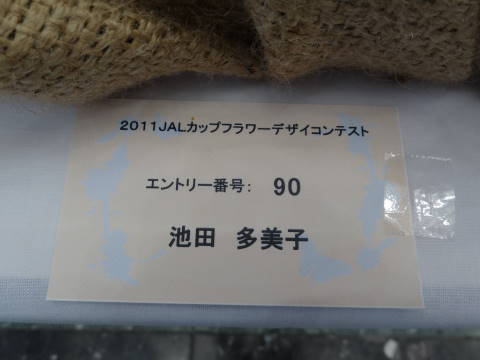 2011JALカップフラワーデザイコンテスト
エントリー番号: 90
池田 多美子